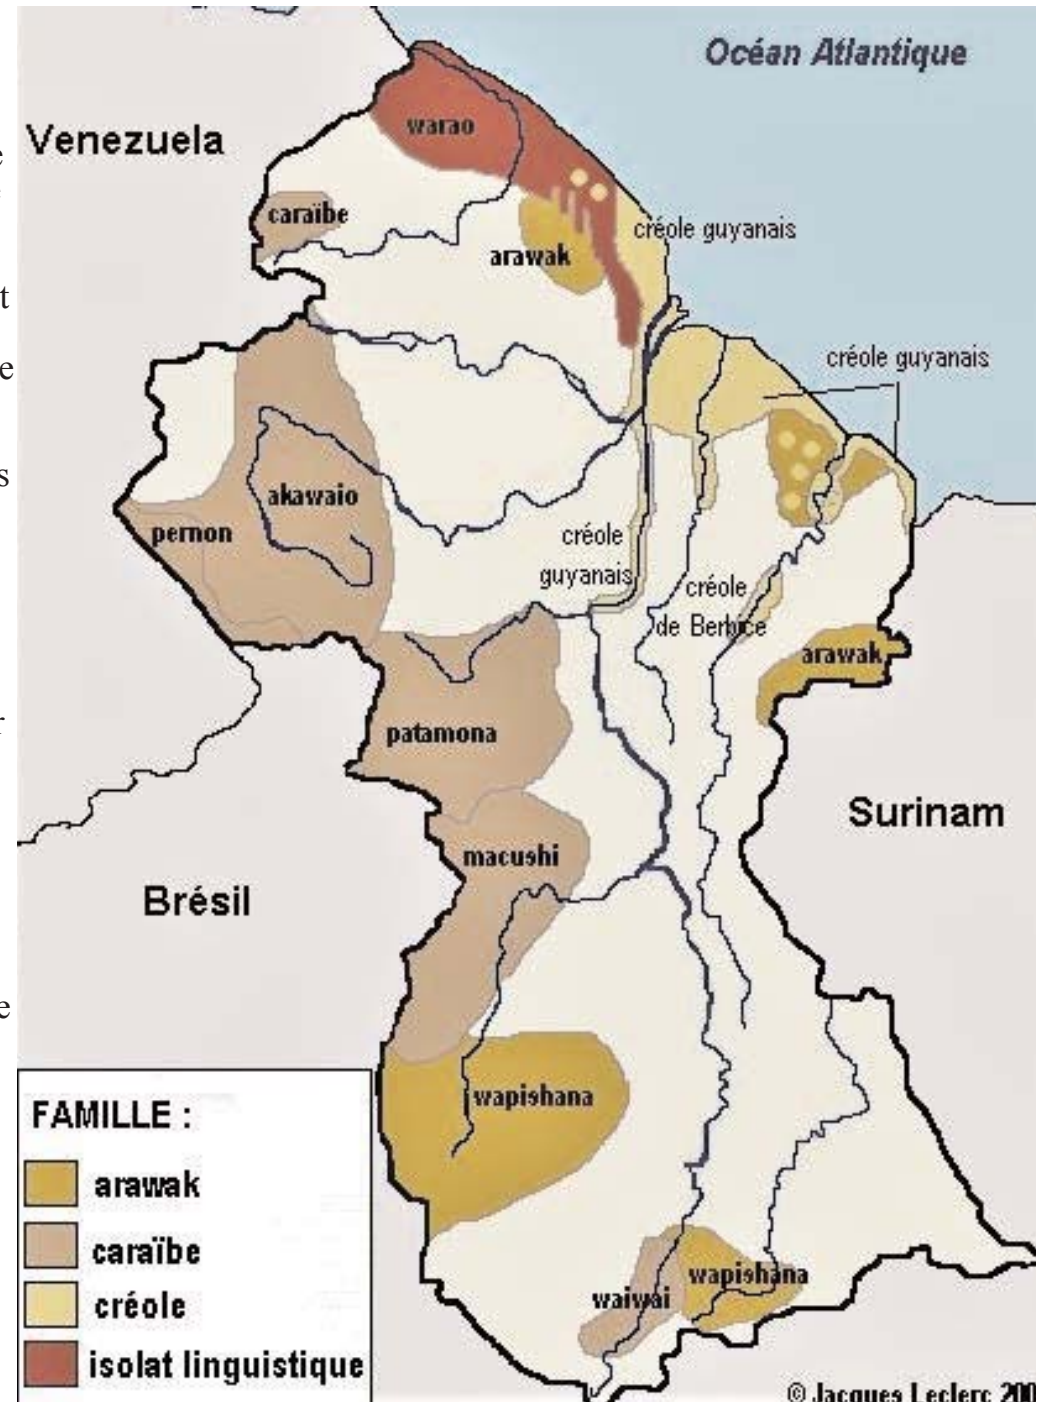 Océan Atlantique
Venezuela
warao
caraïbe
créole guyanais
arawak
créole guyanais
akawaio
pernon
créole
guyanais
créole
de Berbice
arawak
patamona
Surinam
macushi
Brésil
wapishana
FAMILLE :
arawak
caraïbe
créole
isolat linguistique
wapishana
waiwai
© Jacques Leclerc 200